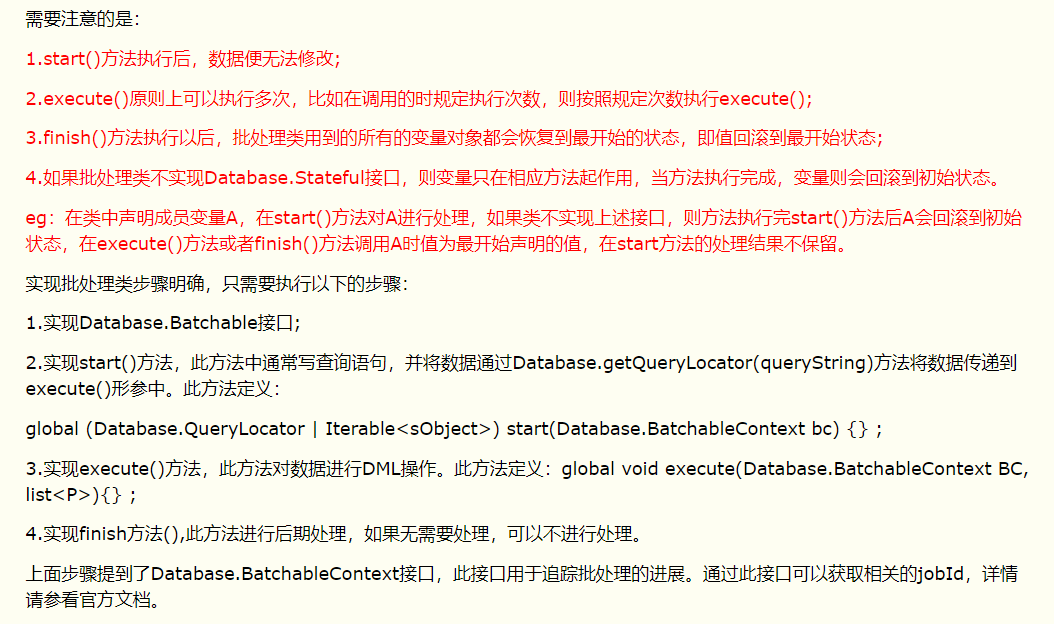 需要注意的是：
1.start()方法执行后，数据便无法修改；
2.execute()原则上可以执行多次，比如在调用的时规定执行次数，则按照规定次数执行execute()；
3.finish()方法执行以后，批处理类用到的所有的变量对象都会恢复到最开始的状态，即值回滚到最开始状态；
4.如果批处理类不实现Database.Stateful接口，则变量只在相应方法起作用，当方法执行完成，变量则会回滚到初始状态。
eg：在类中声明成员变量A，在start()方法对A进行处理，如果类不实现上述接口，则方法执行完start()方法后A会回滚到初始
状态，在execute()方法或者finish()方法调用A时值为最开始声明的值，在start方法的处理结果不保留。
实现批处理类步骤明确，只需要执行以下的步骤：
1.实现Database.Batchable接口;
2.实现start()方法，此方法中通常写查询语句，并将数据通过Database.getQueryLocator(queryString)方法将数据传递到
execute()形参中。此方法定义：
global (Database.QueryLocator | Iterable<sObject>) start(Database.BatchableContext bc) {} ；
3.实现execute()方法，此方法对数据进行DML操作。此方法定义：global void execute(Database.BatchableContext BC,
list<P>){} ；
4.实现finish方法(),此方法进行后期处理，如果无需要处理，可以不进行处理。
上面步骤提到了Database.BatchableContext接口，此接口用于追踪批处理的进展。通过此接口可以获取相关的jobId，详情
请参看官方文档。